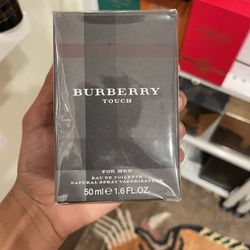 BURBERRY
TOUCH
FOR MEN
EAU DE TOILETTE
NATURAL SPRAY VAPORISATEUR
50 ml ℮ 1.6 FL.OZ.